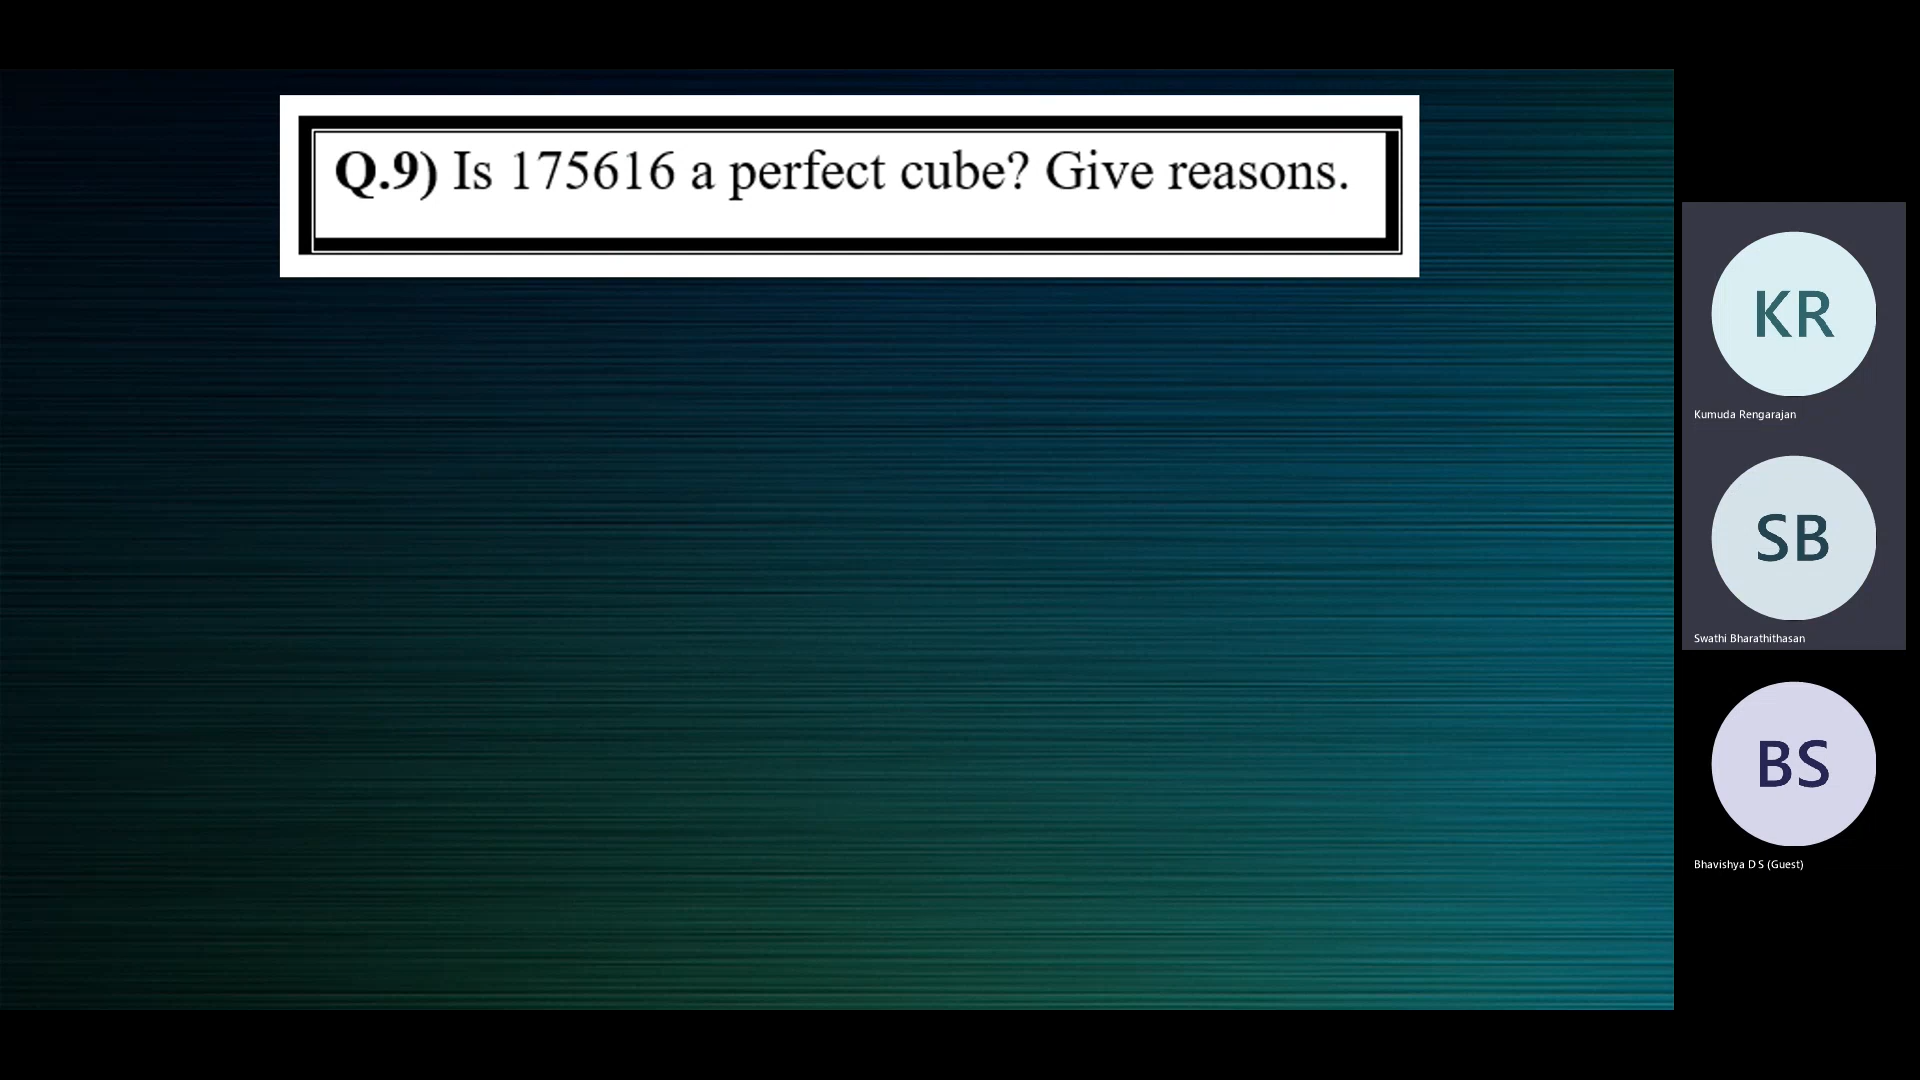 Q.9) Is 175616 a perfect cube? Give reasons.
KR
Kumuda Rengarajan
SB
Swathi Bharathithasan
BS
Bhavishya D S (Guest)